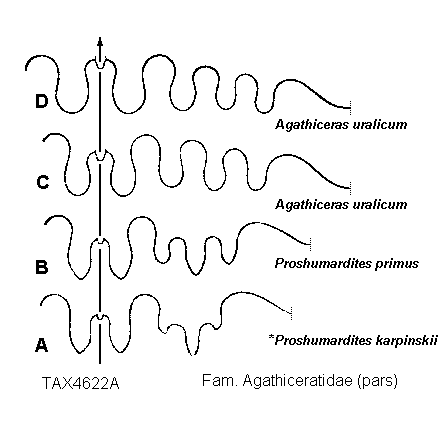 D
Agathiceras uralicum
C
Agathiceras uralicum
B
Proshumardites primus
A
*Proshumardites karpinskii
TAX4622A
Fam. Agathiceratidae (pars)